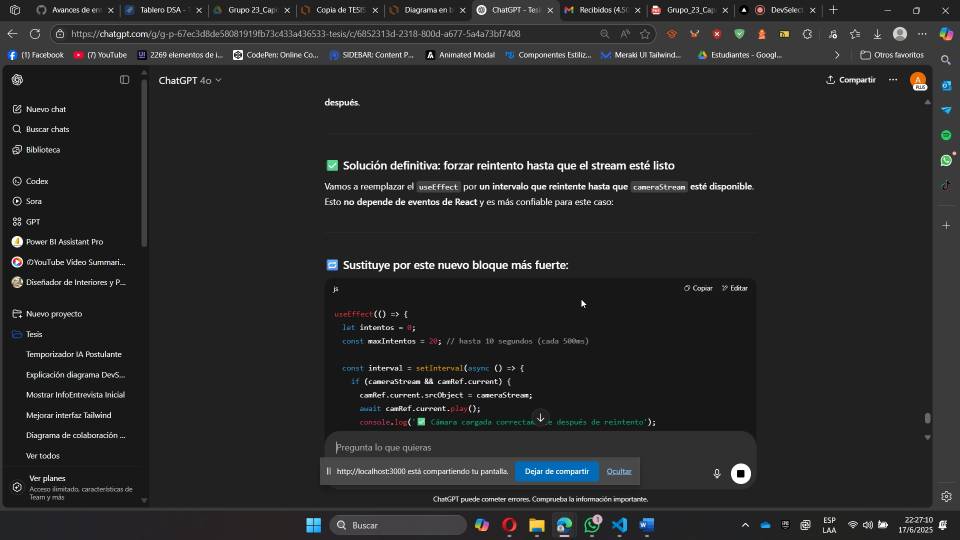 Avances de en
Tablero DSA - T
Grupo 23_Cap
Copia de TESIS
Diagrama en b
ChatGPT - Tesi
Recibidos (4.50
Grupo_23_Cap
DevSelect
https://chatgpt.com/g/g-p-67ec3d8de58081919fb73c433a436533-tesis/c/6852313d-2318-800d-a677-5a4a73bf7408
(1) Facebook
(7) YouTube
2269 elementos de i...
CodePen: Online Co...
SIDEBAR: Content P...
Animated Modal
Componentes Estiliz...
Meraki UI Tailwind...
Estudiantes - Googl...
Otros favoritos
ChatGPT 4o
Compartir
A
PLUS
Nuevo chat
Buscar chats
Biblioteca
Codex
Sora
GPT
Power BI Assistant Pro
YouTube Video Summari...
Diseñador de Interiores y P...
Nuevo proyecto
Tesis
Temporizador IA Postulante
Explicación diagrama DevS...
Mostrar InfoEntrevista Inicial
Mejorar interfaz Tailwind
Diagrama de colaboración ...
Ver todos
Ver planes
Acceso ilimitado, características de
Team y más
después.
✅ Solución definitiva: forzar reintento hasta que el stream esté listo
Vamos a reemplazar el useEffect por un intervalo que reintente hasta que cameraStream esté disponible.
Esto no depende de eventos de React y es más confiable para este caso:
🔁 Sustituye por este nuevo bloque más fuerte:
js
Copiar
Editar
useEffect(() => {
let intentos = 0;
const maxIntentos = 20; // hasta 10 segundos (cada 500ms)
const interval = setInterval(async () => {
if (cameraStream && camRef.current) {
camRef.current.srcObject = cameraStream;
await camRef.current.play();
console.log('✅ Cámara cargada correctam e después de reintento');
Pregunta lo que quieras
http://localhost:3000 está compartiendo tu pantalla.
Dejar de compartir
Ocultar
ChatGPT puede cometer errores. Comprueba la información importante.
Buscar
ESP
LAA
22:27:10
17/6/2025